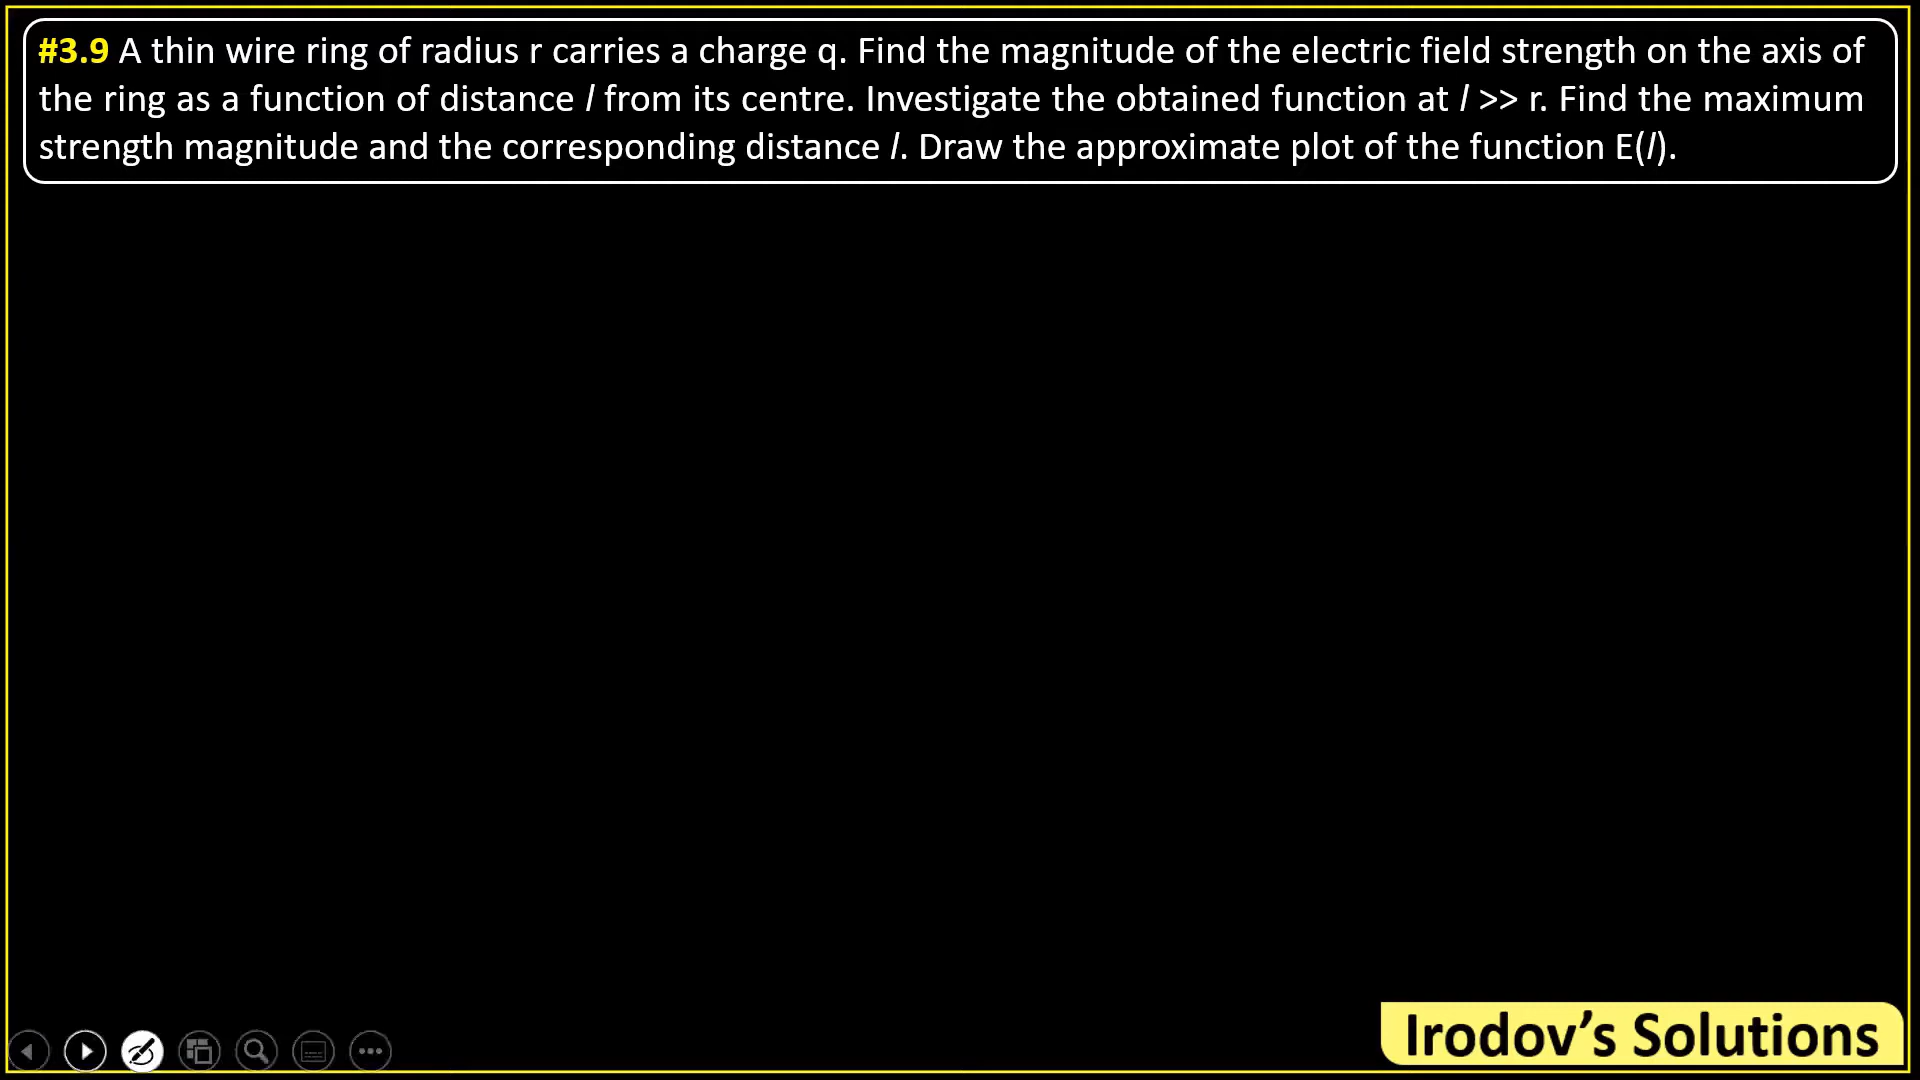 #3.9 A thin wire ring of radius r carries a charge q. Find the magnitude of the electric field strength on the axis of
the ring as a function of distance l from its centre. Investigate the obtained function at l >> r. Find the maximum
strength magnitude and the corresponding distance l. Draw the approximate plot of the function E(l).
Irodov’s Solutions